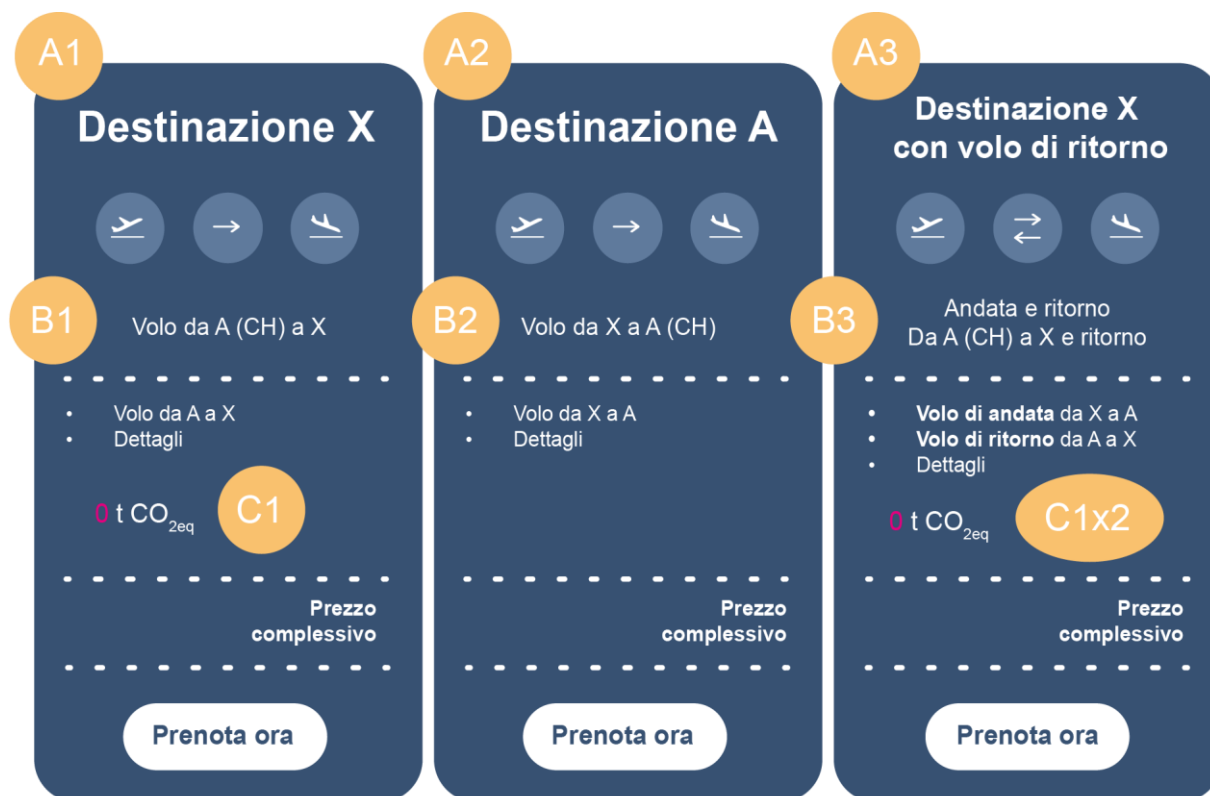 A1
Destinazione X
B1
Volo da A (CH) a X
• Volo da A a X
• Dettagli
0 t CO2eq
C1
Prezzo
complessivo
Prenota ora
A2
Destinazione A
B2
Volo da X a A (CH)
• Volo da X a A
• Dettagli
Prezzo
complessivo
Prenota ora
A3
Destinazione X
con volo di ritorno
B3
Andata e ritorno
Da A (CH) a X e ritorno
• Volo di andata da X a A
• Volo di ritorno da A a X
• Dettagli
0 t CO2eq
C1x2
Prezzo
complessivo
Prenota ora